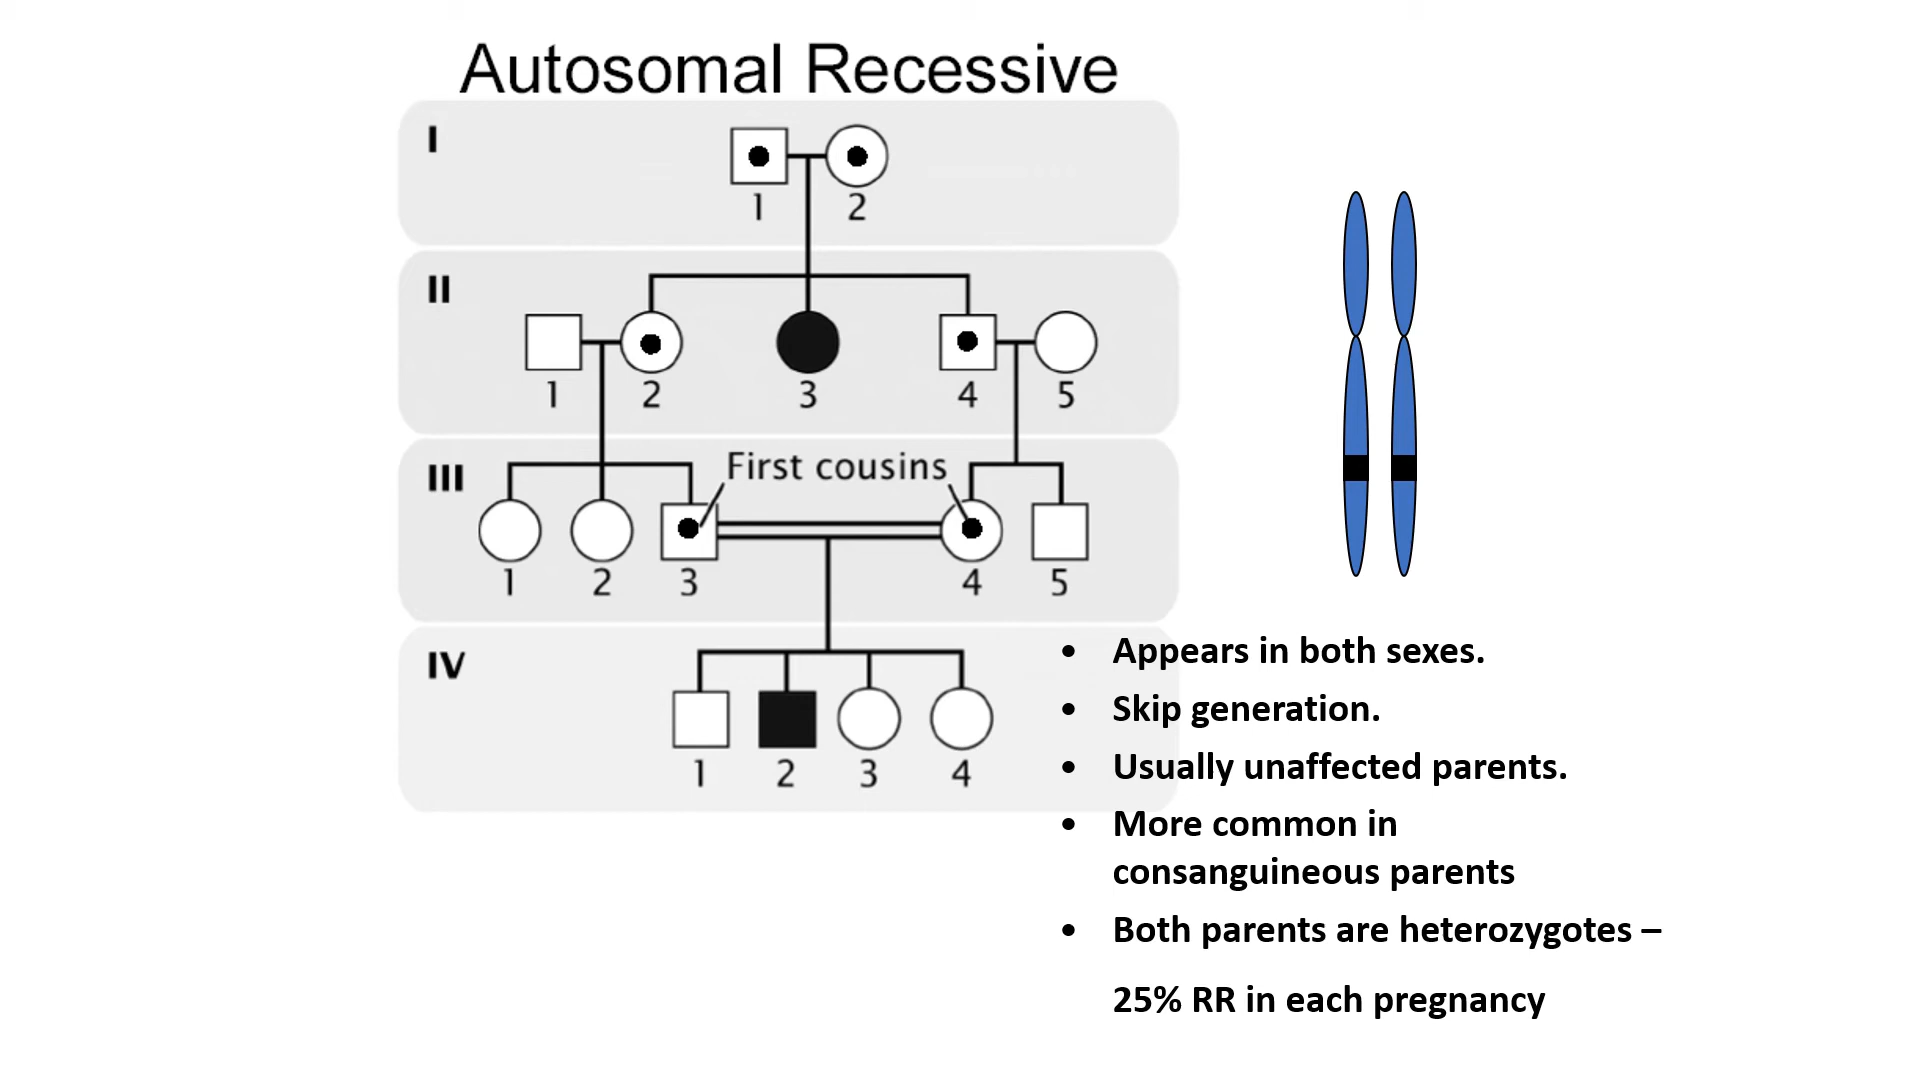 Autosomal Recessive
I
1 2
II
1 2 3 4 5
First cousins
III
1 2 3 4 5
IV
1 2 3 4
• Appears in both sexes.
• Skip generation.
• Usually unaffected parents.
• More common in
consanguineous parents
• Both parents are heterozygotes –
25% RR in each pregnancy